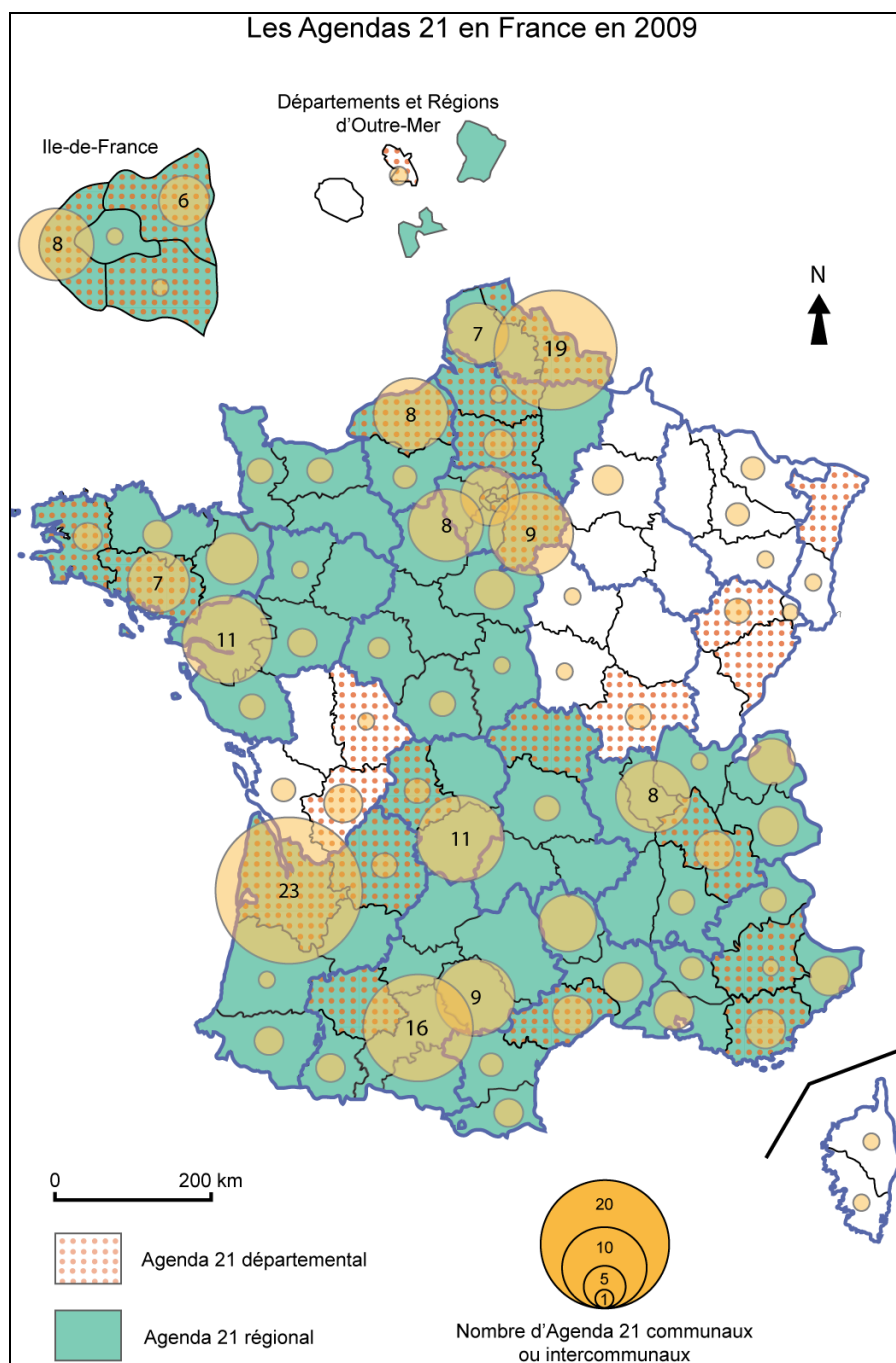 Les Agendas 21 en France en 2009
Départements et Régions
d'Outre-Mer
Ile-de-France
6
8
N
7
19
8
8
9
7
11
8
11
23
9
16
0
200 km
20
10
5
1
Agenda 21 départemental
Agenda 21 régional
Nombre d'Agenda 21 communaux
ou intercommunaux